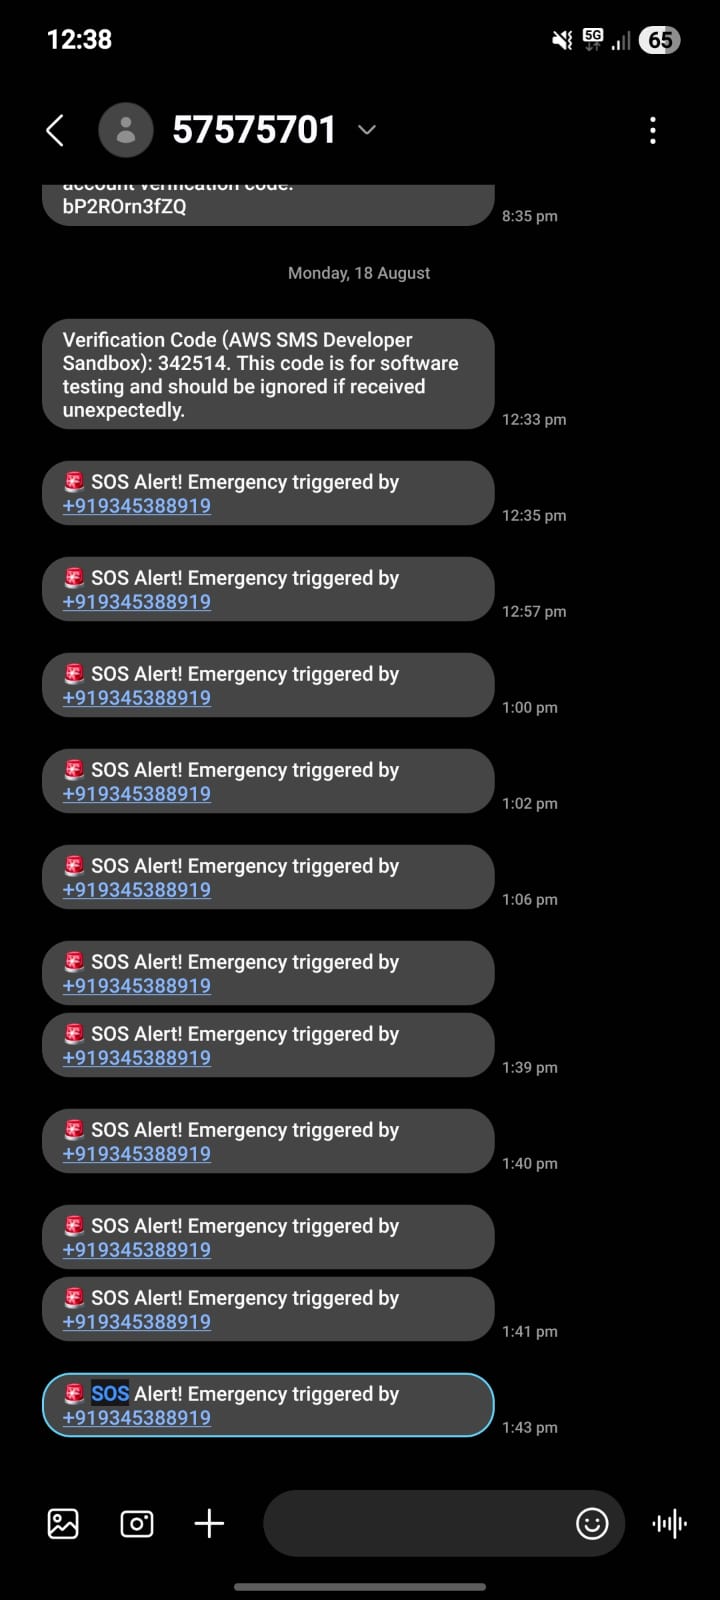 12:38
5G
65
57575701
account verification code:
bP2ROrn3fZQ
8:35 pm
Monday, 18 August
Verification Code (AWS SMS Developer
Sandbox): 342514. This code is for software
testing and should be ignored if received
unexpectedly.
12:33 pm
🚨 SOS Alert! Emergency triggered by
+919345388919
12:35 pm
🚨 SOS Alert! Emergency triggered by
+919345388919
12:57 pm
🚨 SOS Alert! Emergency triggered by
+919345388919
1:00 pm
🚨 SOS Alert! Emergency triggered by
+919345388919
1:02 pm
🚨 SOS Alert! Emergency triggered by
+919345388919
1:06 pm
🚨 SOS Alert! Emergency triggered by
+919345388919
🚨 SOS Alert! Emergency triggered by
+919345388919
1:39 pm
🚨 SOS Alert! Emergency triggered by
+919345388919
1:40 pm
🚨 SOS Alert! Emergency triggered by
+919345388919
🚨 SOS Alert! Emergency triggered by
+919345388919
1:41 pm
🚨 SOS Alert! Emergency triggered by
+919345388919
1:43 pm